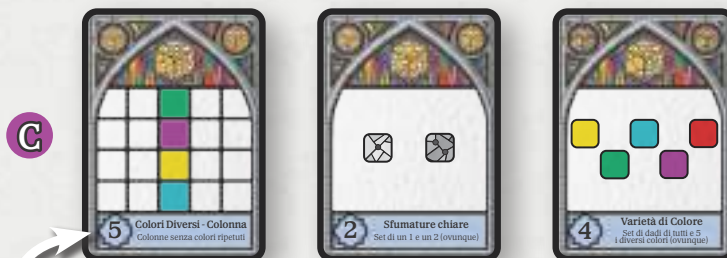 C
5
Colori Diversi - Colonna
Colonne senza colori ripetuti
2
Sfumature chiare
Set di un 1 e un 2 (ovunque)
4
Varietà di Colore
Set di dadi di tutti e 5
i diversi colori (ovunque)